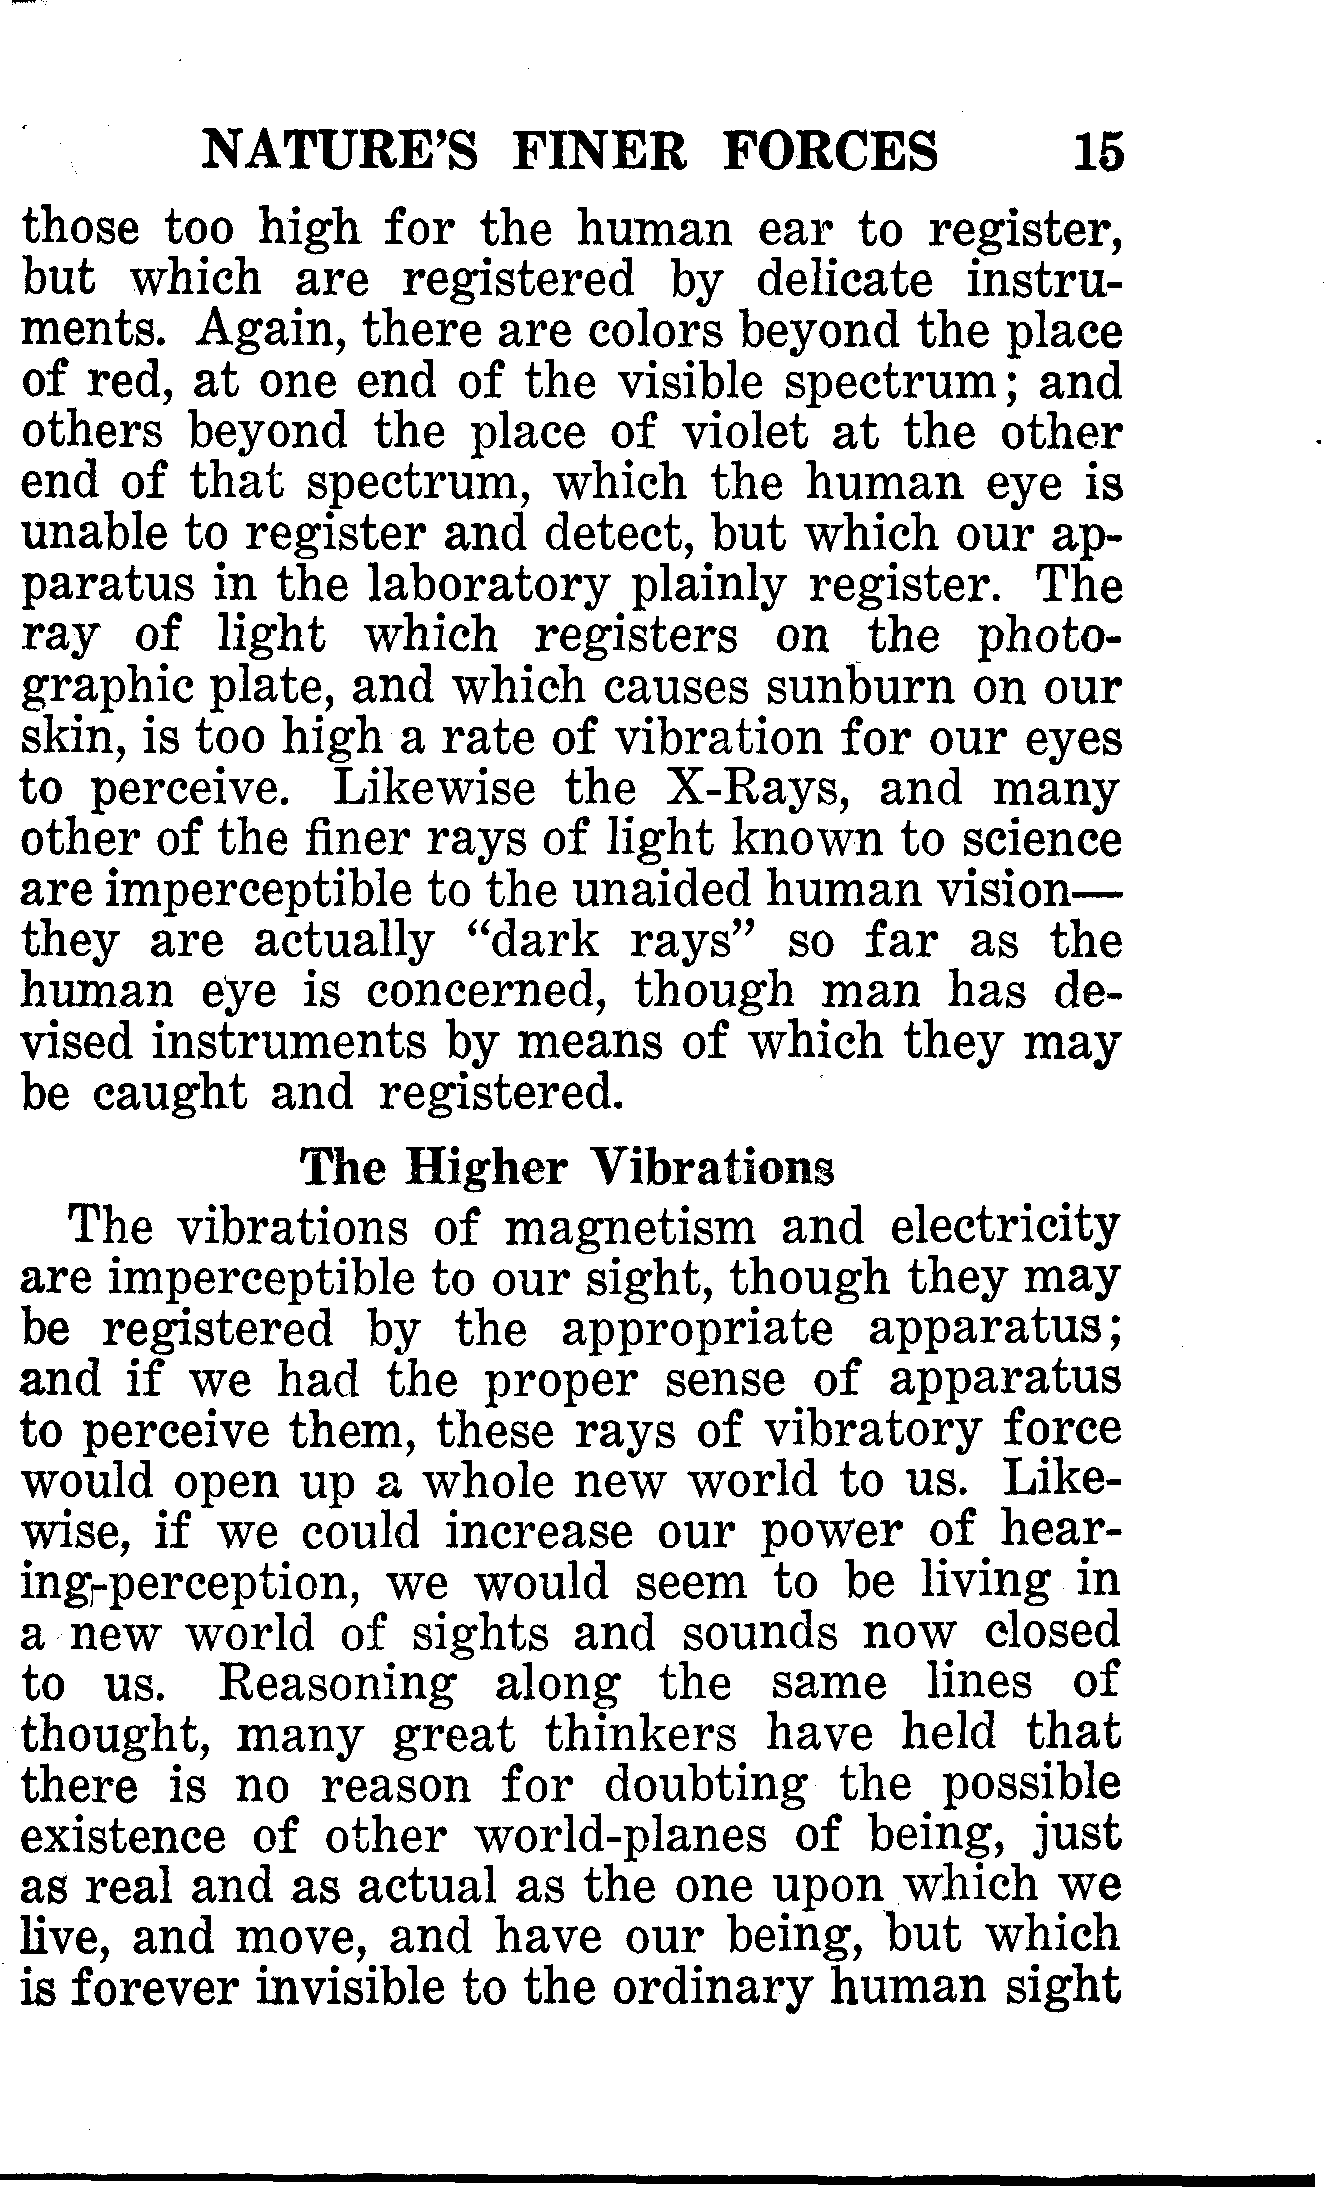 NATURE'S FINER FORCES 15
those too high for the human ear to register,
but which are registered by delicate instru-
ments. Again, there are colors beyond the place
of red, at one end of the visible spectrum; and
others beyond the place of violet at the other
end of that spectrum, which the human eye is
unable to register and detect, but which our ap-
paratus in the laboratory plainly register. The
ray of light which registers on the photo-
graphic plate, and which causes sunburn on our
skin, is too high a rate of vibration for our eyes
to perceive. Likewise the X-Rays, and many
other of the finer rays of light known to science
are imperceptible to the unaided human vision—
they are actually “dark rays” so far as the
human eye is concerned, though man has de-
vised instruments by means of which they may
be caught and registered.
The Higher Vibrations
The vibrations of magnetism and electricity
are imperceptible to our sight, though they may
be registered by the appropriate apparatus;
and if we had the proper sense of apparatus
to perceive them, these rays of vibratory force
would open up a whole new world to us. Like-
wise, if we could increase our power of hear-
ing-perception, we would seem to be living in
a new world of sights and sounds now closed
to us. Reasoning along the same lines of
thought, many great thinkers have held that
there is no reason for doubting the possible
existence of other world-planes of being, just
as real and as actual as the one upon which we
live, and move, and have our being, but which
is forever invisible to the ordinary human sight